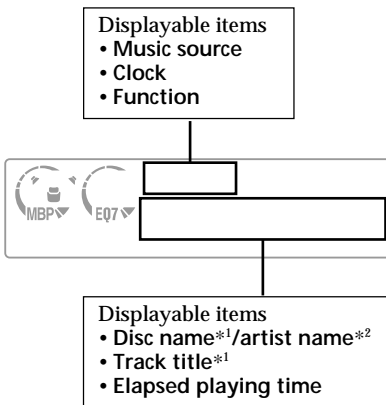 Displayable items
• Music source
• Clock
• Function
MBP EQ7
Displayable items
• Disc name*1/artist name*2
• Track title*1
• Elapsed playing time